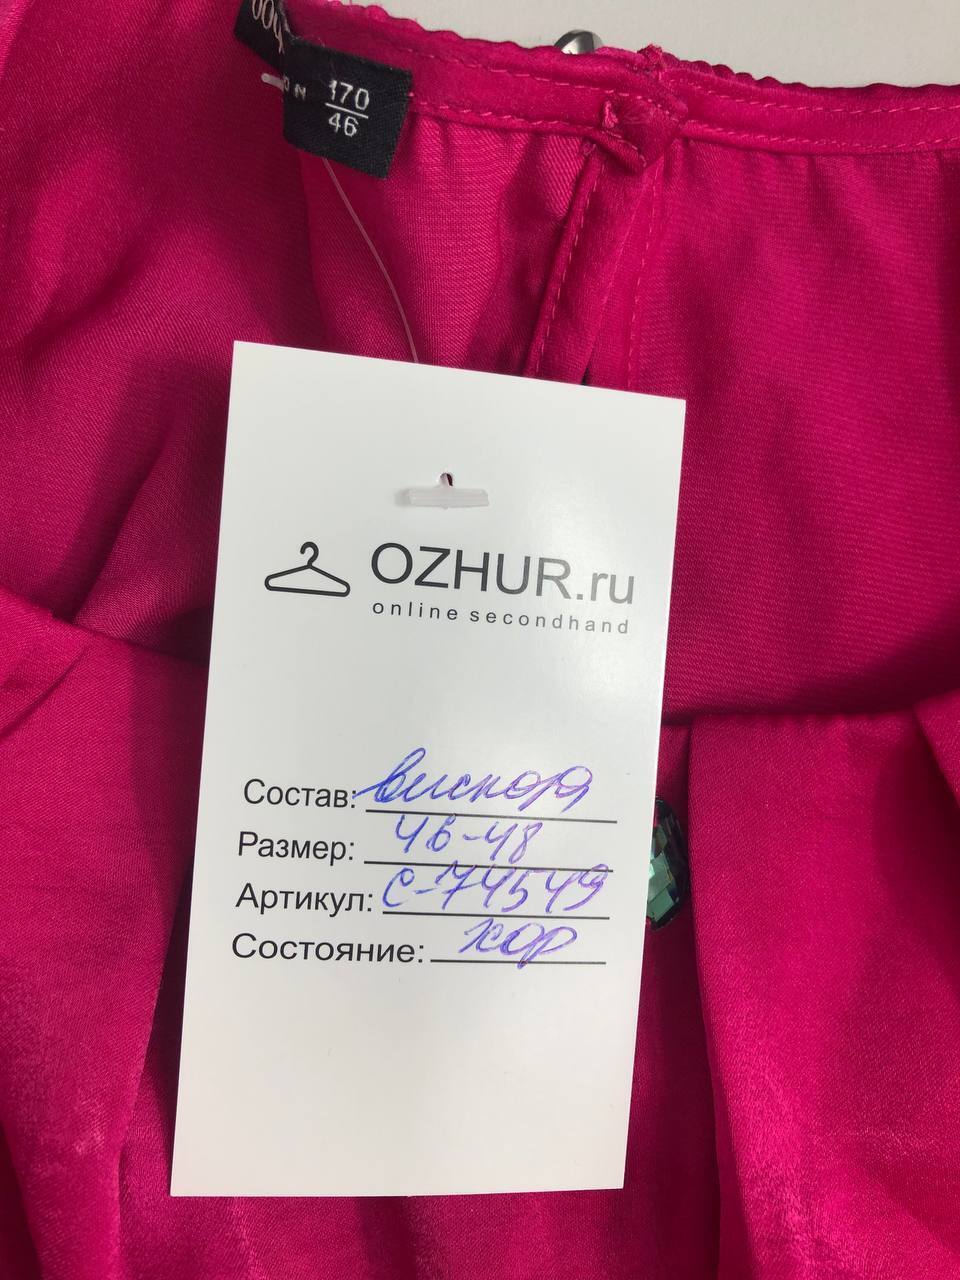 170
46
OZHUR.ru
online secondhand
Состав: вискоза
Размер: 46-48
Артикул: с-74549
Состояние: хор